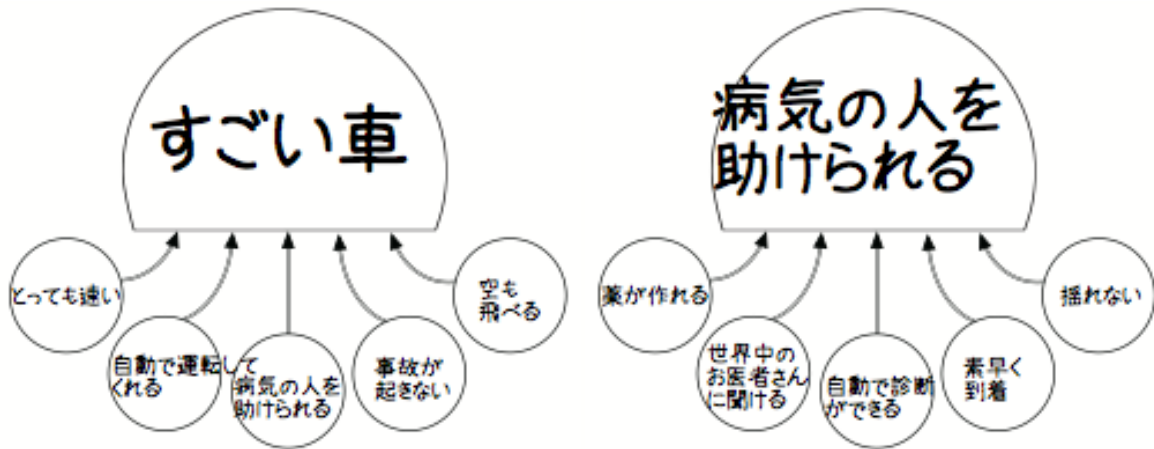 すごい車
とっても速い
自動で運転して
くれる
病気の人を
助けられる
事故が
起きない
空も
飛べる
病気の人を
助けられる
薬が作れる
世界中の
お医者さん
に聞ける
自動で診断
ができる
素早く
到着
揺れない